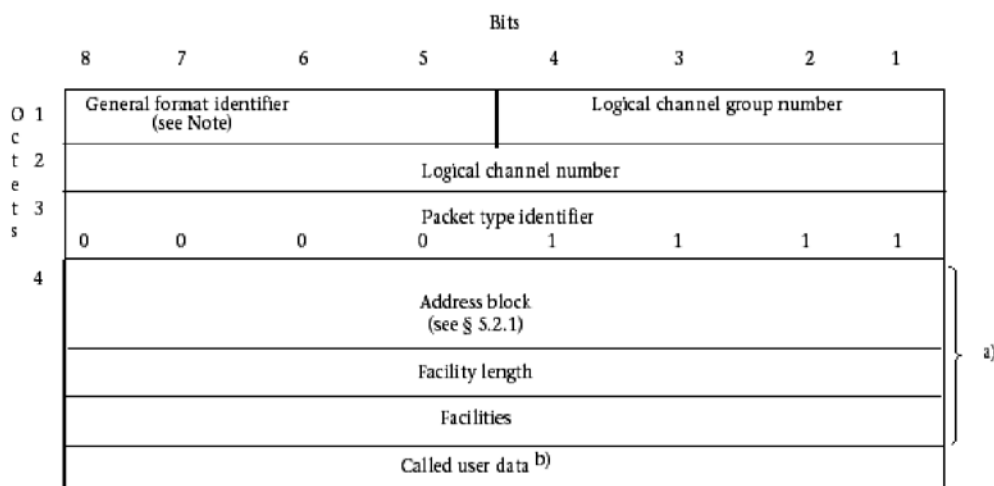 Bits
8 7 6 5 4 3 2 1
Octets
1 General format identifier Logical channel group number
(see Note)
2 Logical channel number
3 Packet type identifier
0 0 0 0 1 1 1 1
4
Address block
(see § 5.2.1)
a)
Facility length
Facilities
Called user data b)